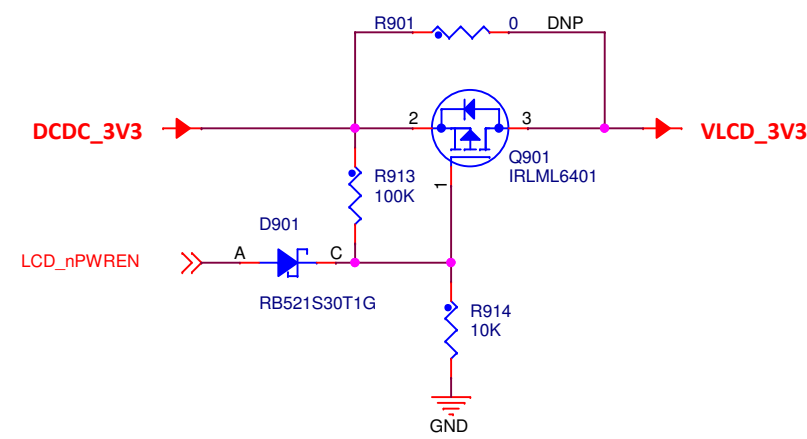 R901 0 DNP
DCDC_3V3 2 3 VLCD_3V3
Q901
IRLML6401
R913
100K
1
D901
LCD_nPWREN A C
RB521S30T1G
R914
10K
GND